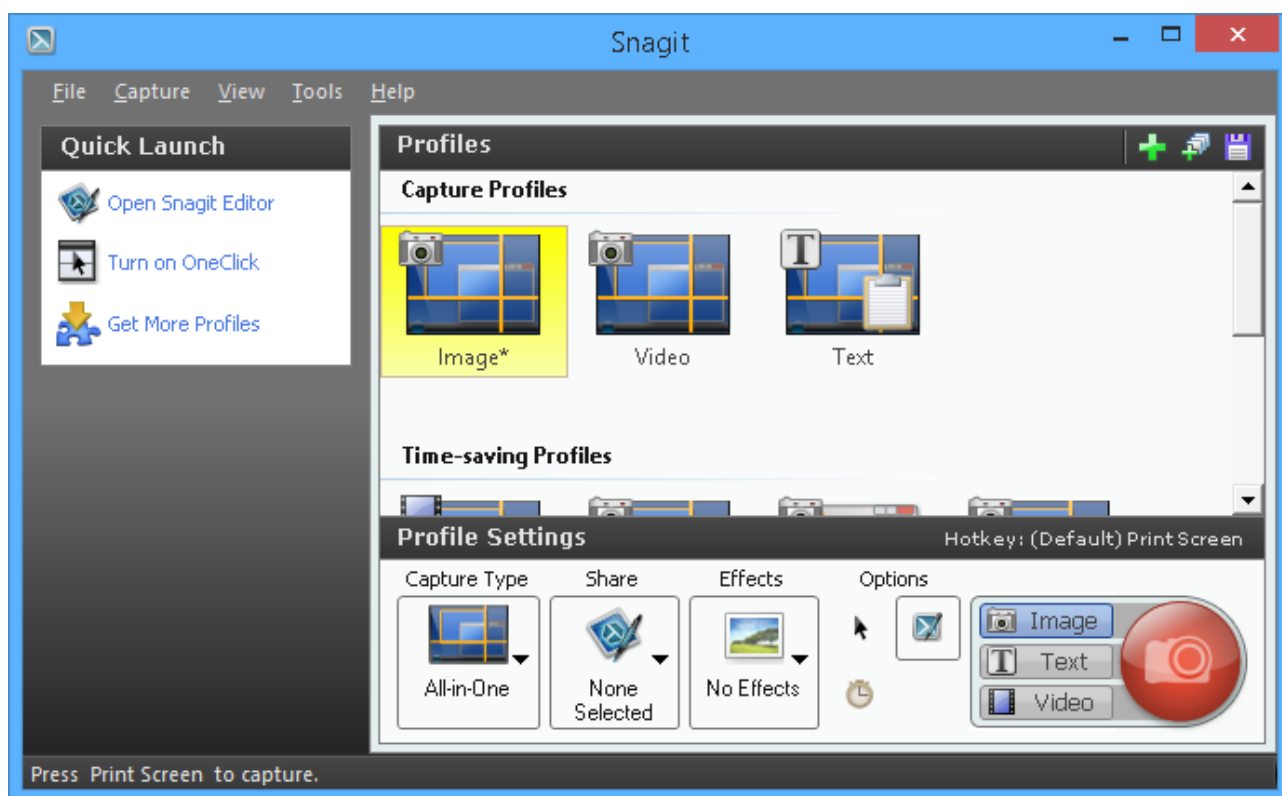 Snagit
File Capture View Tools Help
Quick Launch
Open Snagit Editor
Turn on OneClick
Get More Profiles
Profiles
Capture Profiles
Image*
Video
T
Text
Time-saving Profiles
Profile Settings
Hotkey: (Default) Print Screen
Capture Type
Share
Effects
Options
All-in-One
None
Selected
No Effects
Image
T Text
Video
Press Print Screen to capture.